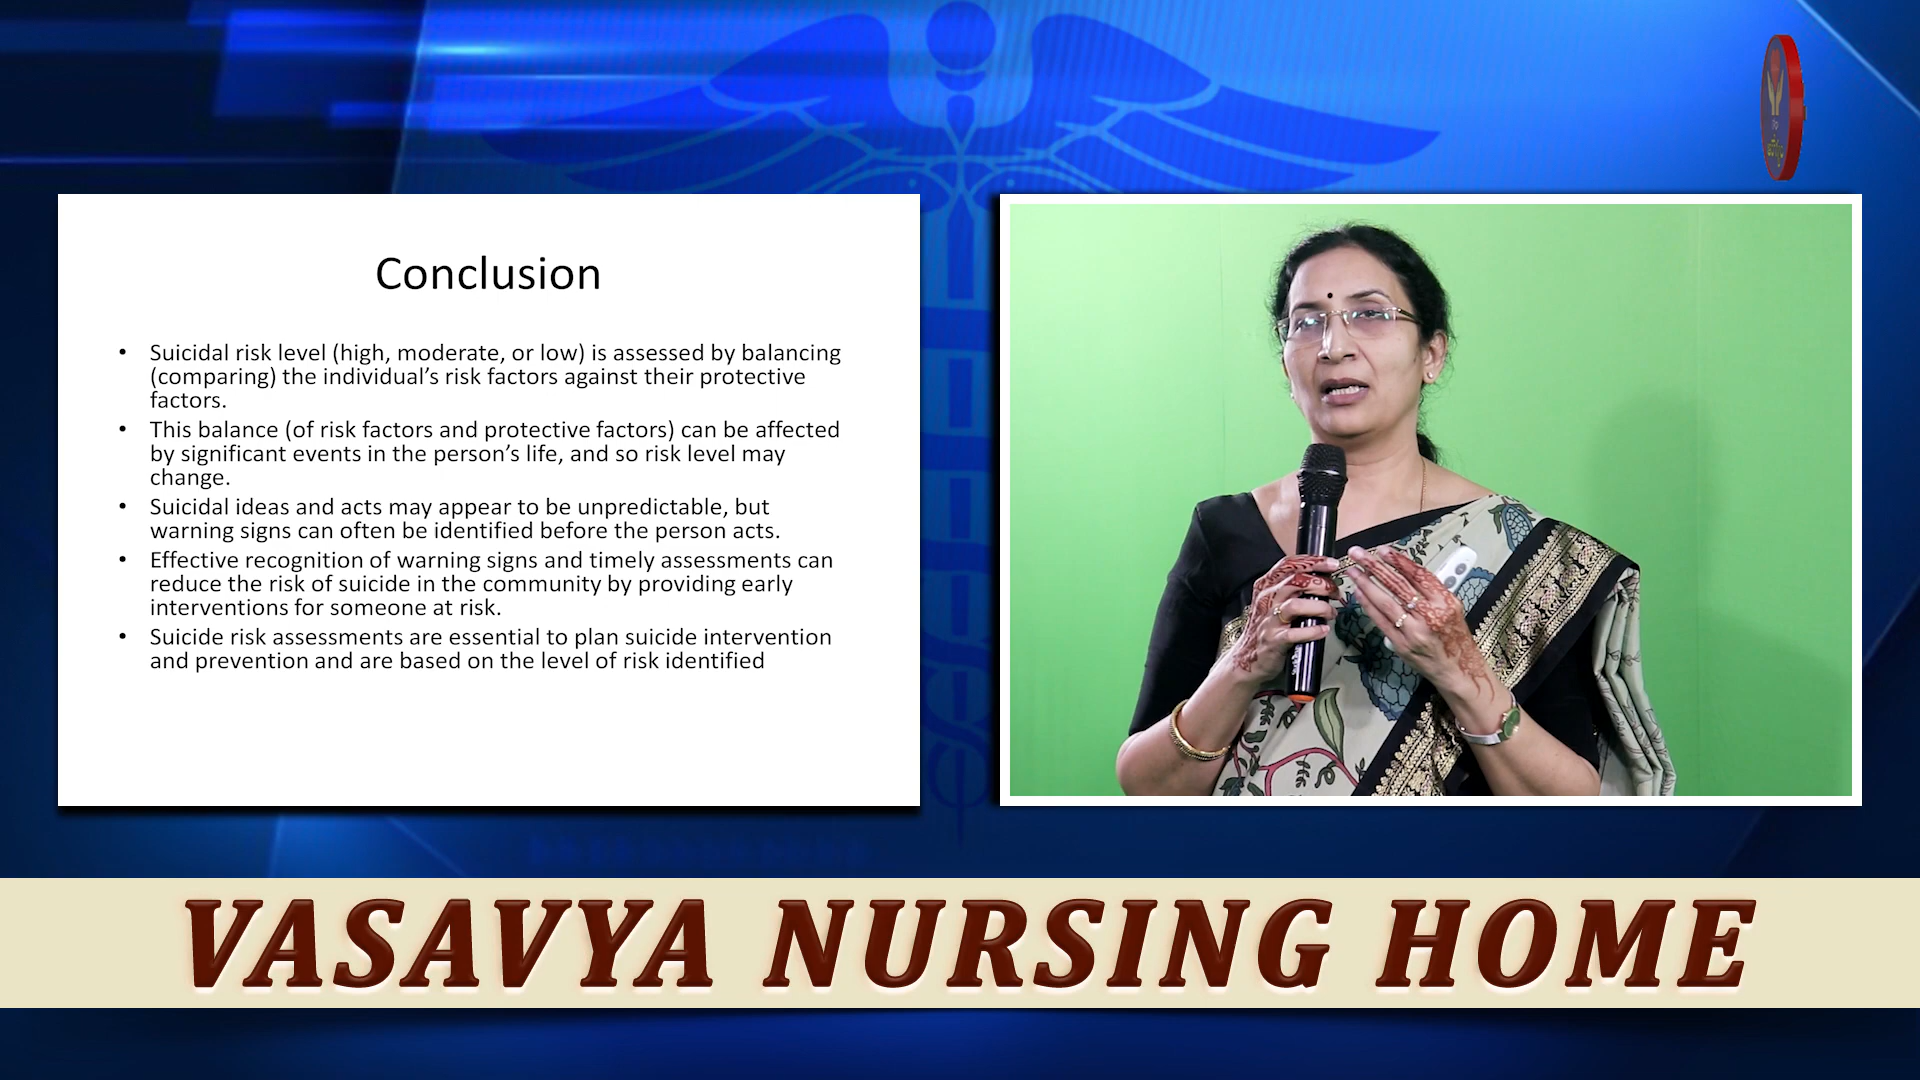 Conclusion
• Suicidal risk level (high, moderate, or low) is assessed by balancing
(comparing) the individual’s risk factors against their protective
factors.
• This balance (of risk factors and protective factors) can be affected
by significant events in the person’s life, and so risk level may
change.
• Suicidal ideas and acts may appear to be unpredictable, but
warning signs can often be identified before the person acts.
• Effective recognition of warning signs and timely assessments can
reduce the risk of suicide in the community by providing early
interventions for someone at risk.
• Suicide risk assessments are essential to plan suicide intervention
and prevention and are based on the level of risk identified
VASAVYA NURSING HOME